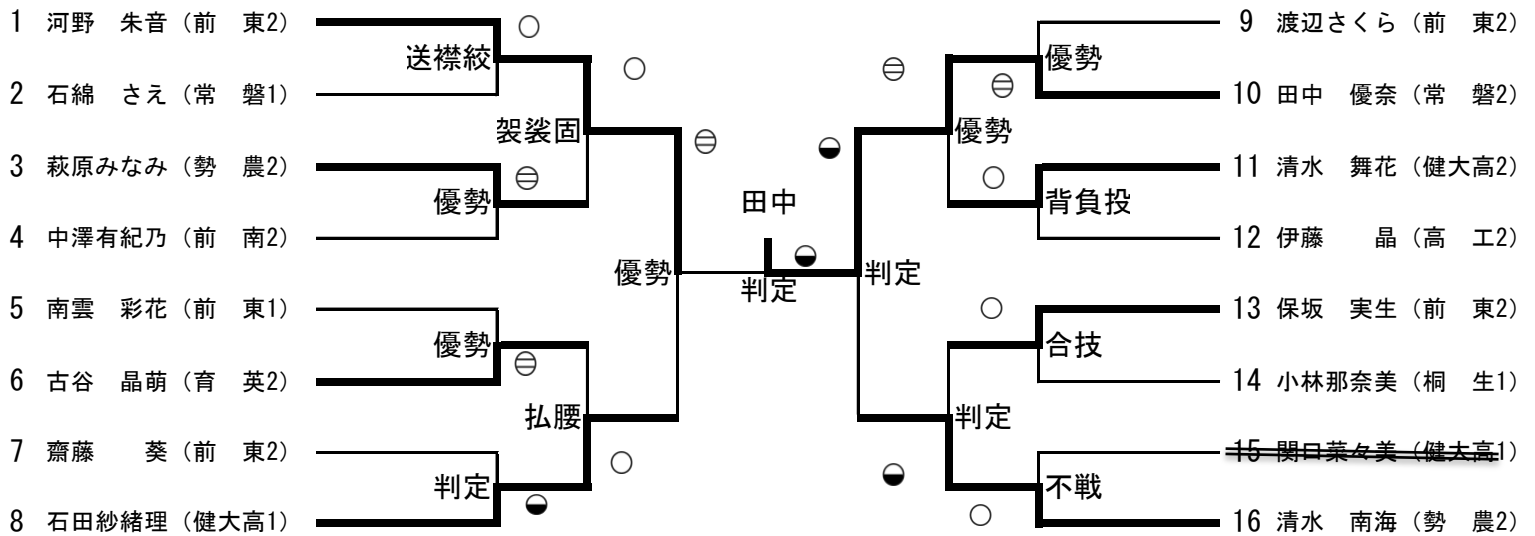 1 河野　朱音（前　東2）
送襟絞
2 石綿　さえ（常　磐1）
袈裟固
3 萩原みなみ（勢　農2）
優勢
4 中澤有紀乃（前　南2）
優勢
5 南雲　彩花（前　東1）
優勢
6 古谷　晶萌（育　英2）
払腰
7 齋藤　　葵（前　東2）
判定
8 石田紗緒理（健大高1）
田中
判定
9 渡辺さくら（前　東2）
優勢
10 田中　優奈（常　磐2）
優勢
11 清水　舞花（健大高2）
背負投
12 伊藤　　晶（高　工2）
判定
13 保坂　実生（前　東2）
合技
14 小林那奈美（桐　生1）
判定
15 関口菜々美（健大高1）
不戦
16 清水　南海（勢　農2）